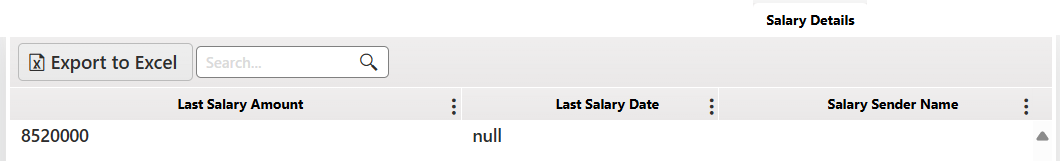 Salary Details
Export to Excel Search...
Last Salary Amount Last Salary Date Salary Sender Name
8520000 null